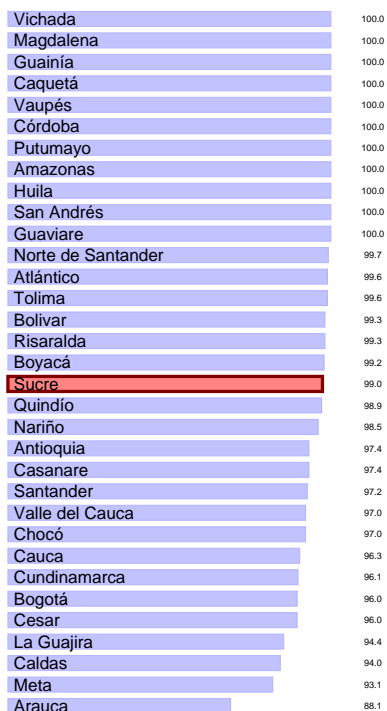 Vichada 100.0
Magdalena 100.0
Guainía 100.0
Caquetá 100.0
Vaupés 100.0
Córdoba 100.0
Putumayo 100.0
Amazonas 100.0
Huila 100.0
San Andrés 100.0
Guaviare 100.0
Norte de Santander 99.7
Atlántico 99.6
Tolima 99.6
Bolivar 99.3
Risaralda 99.3
Boyacá 99.2
Sucre 99.0
Quindío 98.9
Nariño 98.5
Antioquia 97.4
Casanare 97.4
Santander 97.2
Valle del Cauca 97.0
Chocó 97.0
Cauca 96.3
Cundinamarca 96.1
Bogotá 96.0
Cesar 96.0
La Guajira 94.4
Caldas 94.0
Meta 93.1
Arauca 88.1